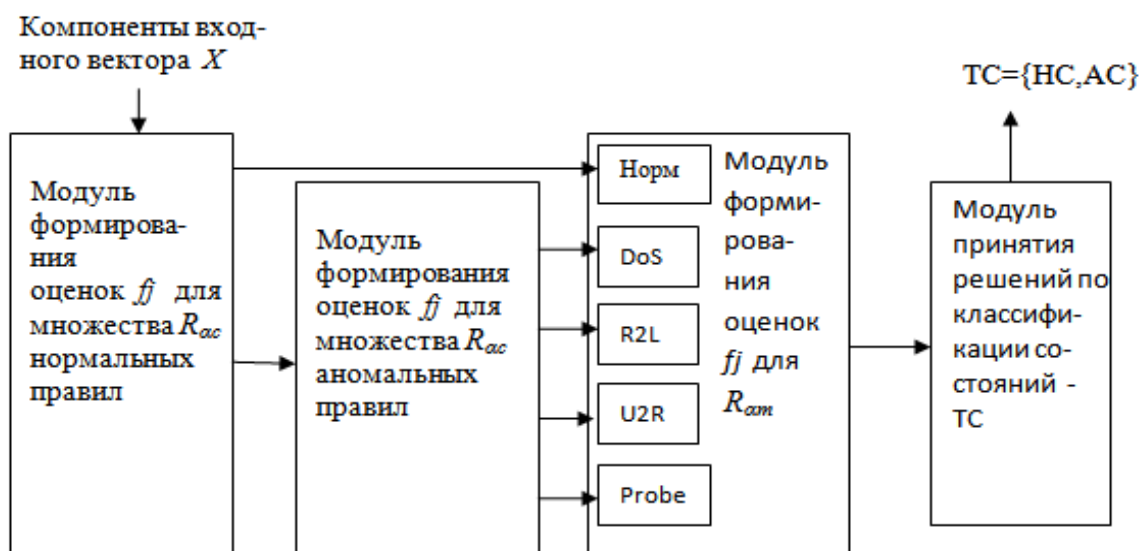 Компоненты вход-
ного вектора X
TC={НС,АС}
Модуль
формирова-
ния
оценок fj для
множества Rac
нормальных
правил
Модуль
формирования
оценок fj для
множества Rac
аномальных
правил
Норм
DoS
R2L
U2R
Probe
Модуль
форми-
рова-
ния
оценок
fj для
Ram
Модуль
принятия
решений по
классифи-
кации со-
стояний -
ТС